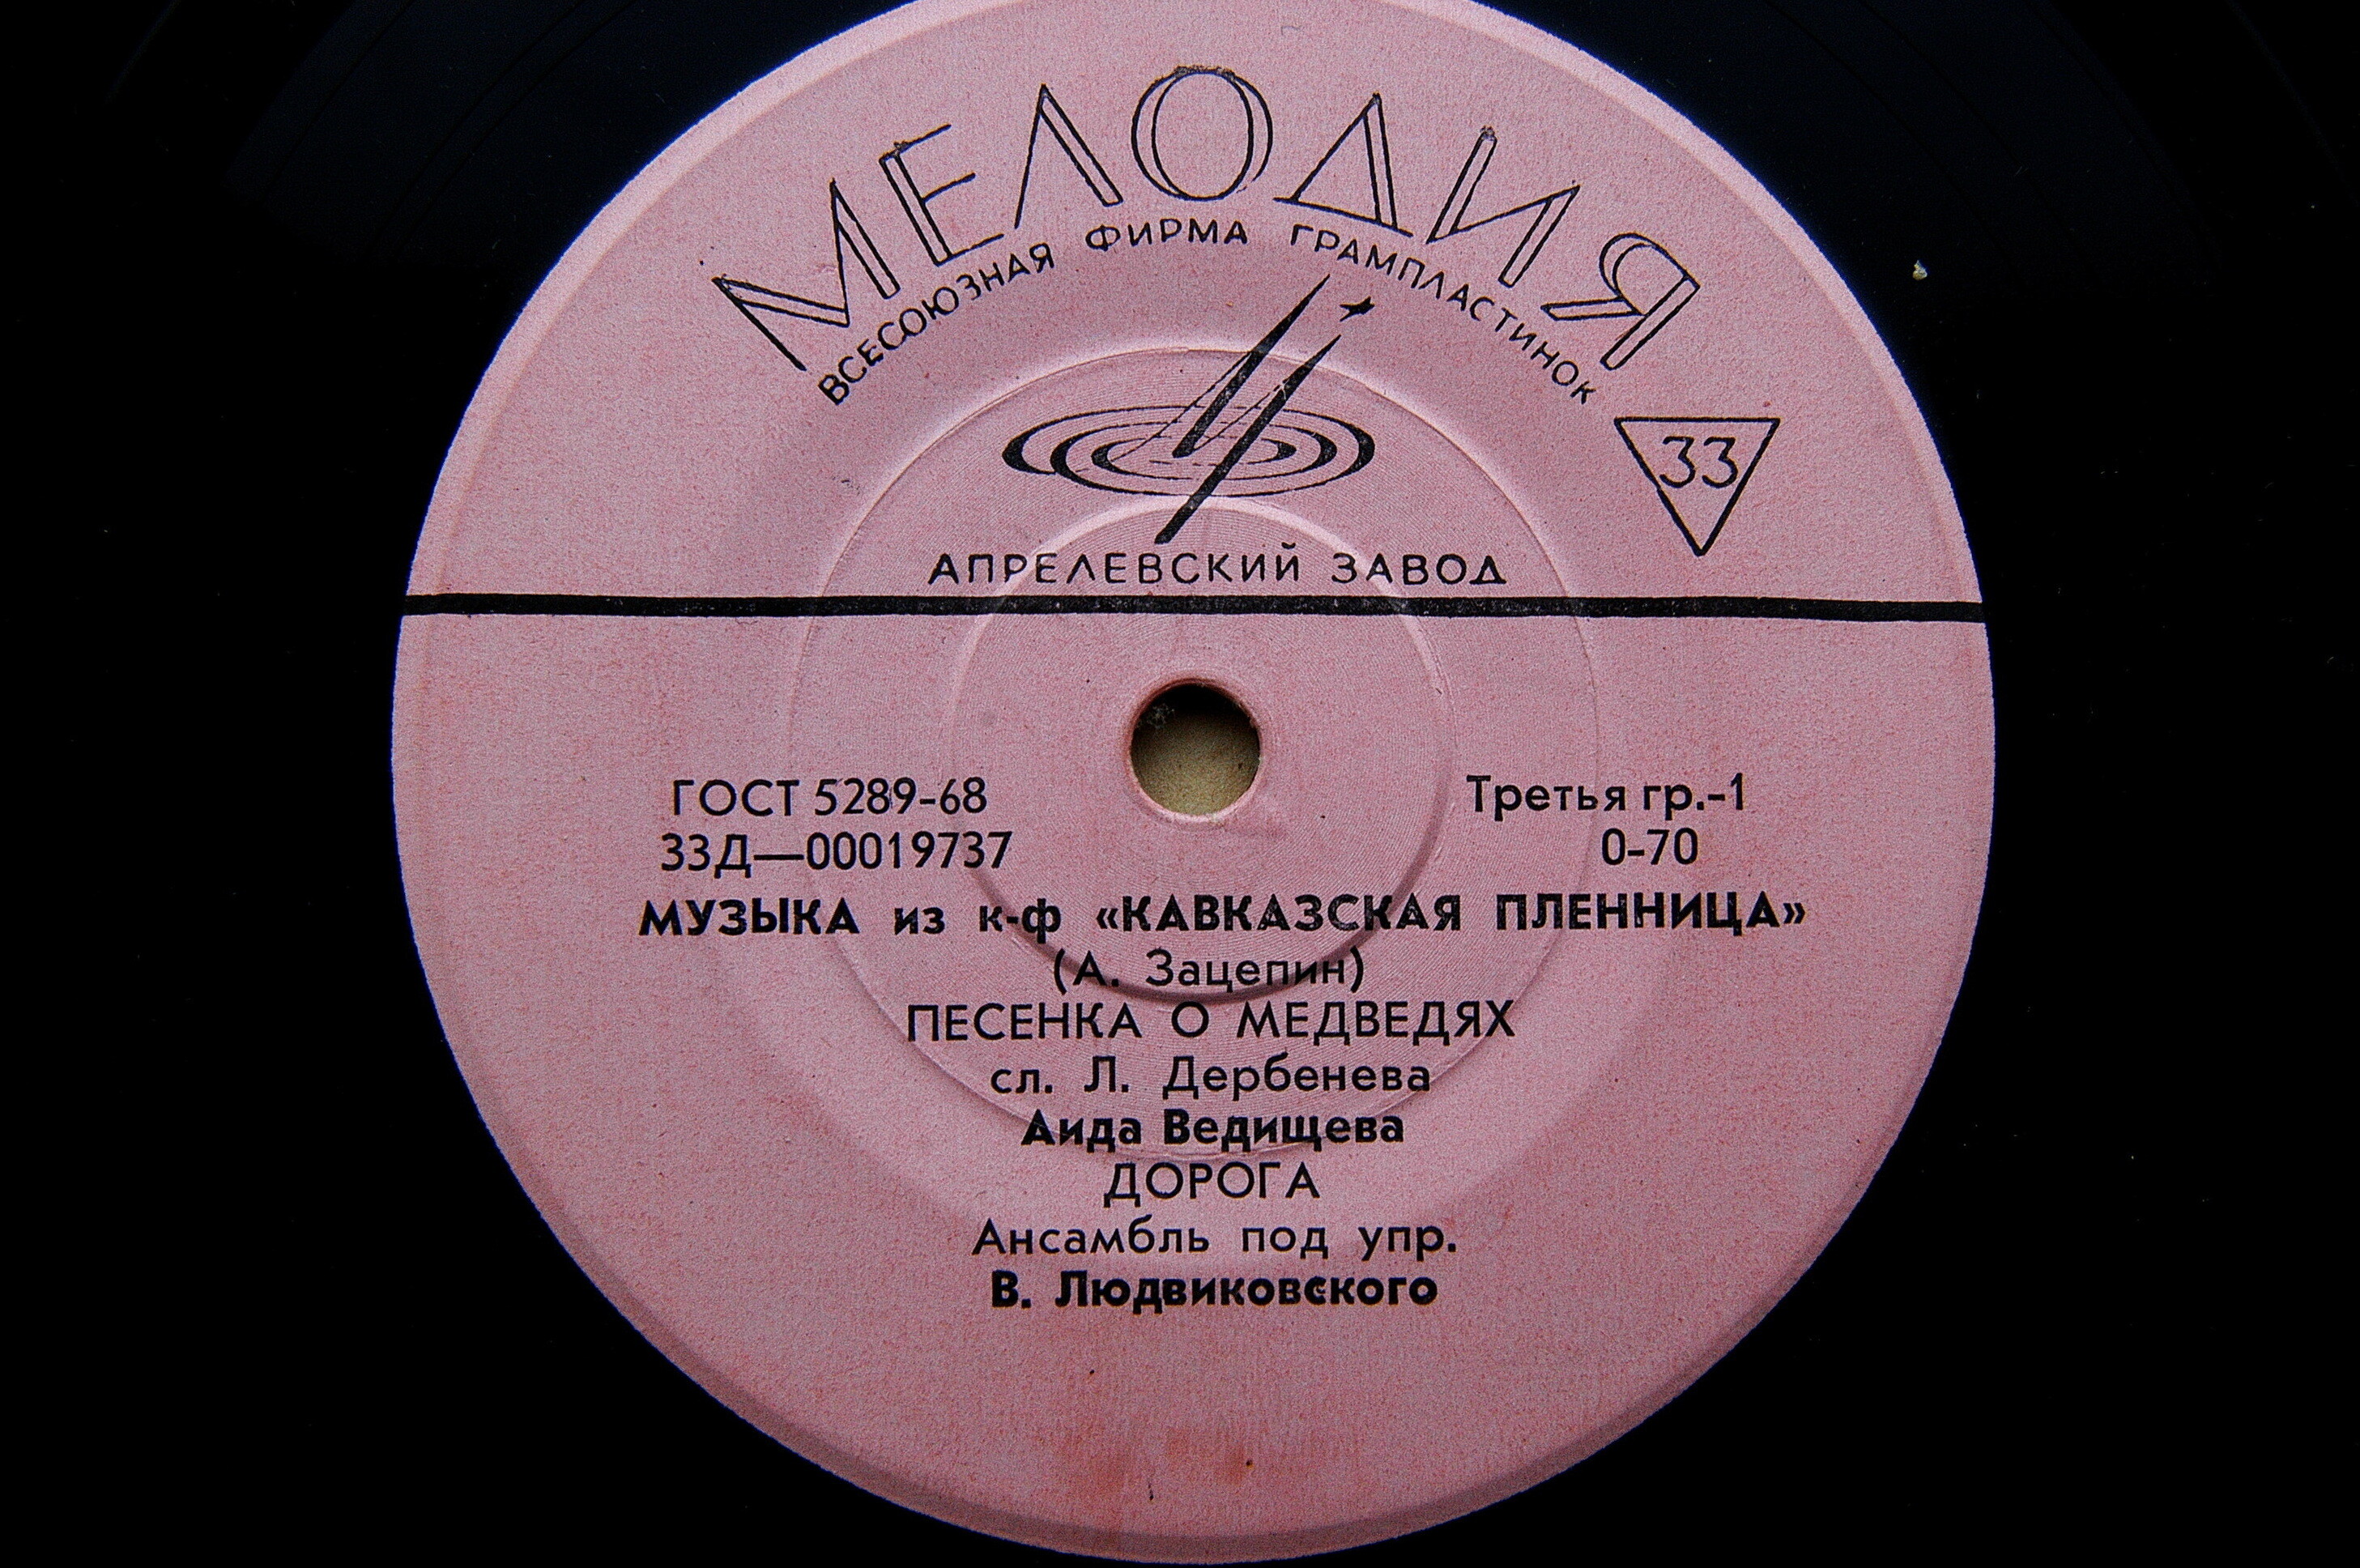 МЕЛОДИЯ
ВСЕСОЮЗНАЯ ФИРМА ГРАМПЛАСТИНОК
33
АПРЕЛЕВСКИЙ ЗАВОД
ГОСТ 5289-68 Третья гр.-1
33Д—00019737 0-70
МУЗЫКА из к-ф «КАВКАЗСКАЯ ПЛЕННИЦА»
(А. Зацепин)
ПЕСЕНКА О МЕДВЕДЯХ
сл. Л. Дербенева
Аида Ведищева
ДОРОГА
Ансамбль под упр.
В. Людвиковского